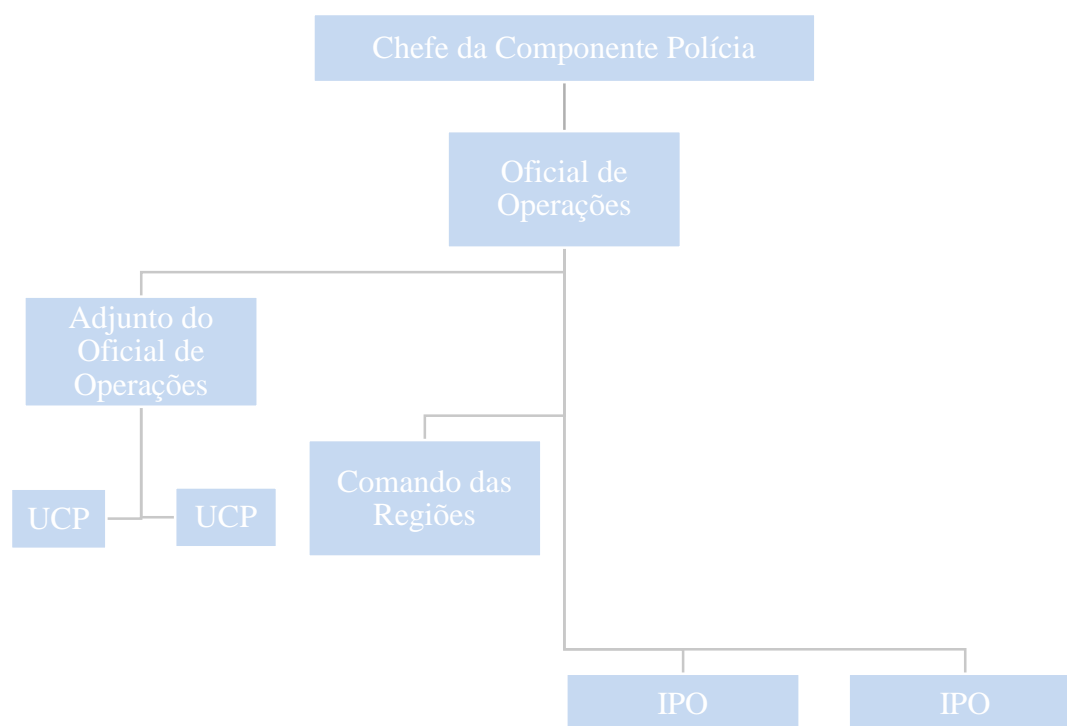 Chefe da Componente Polícia
Oficial de
Operações
Adjunto do
Oficial de
Operações
Comando das
Regiões
UCP
UCP
IPO
IPO